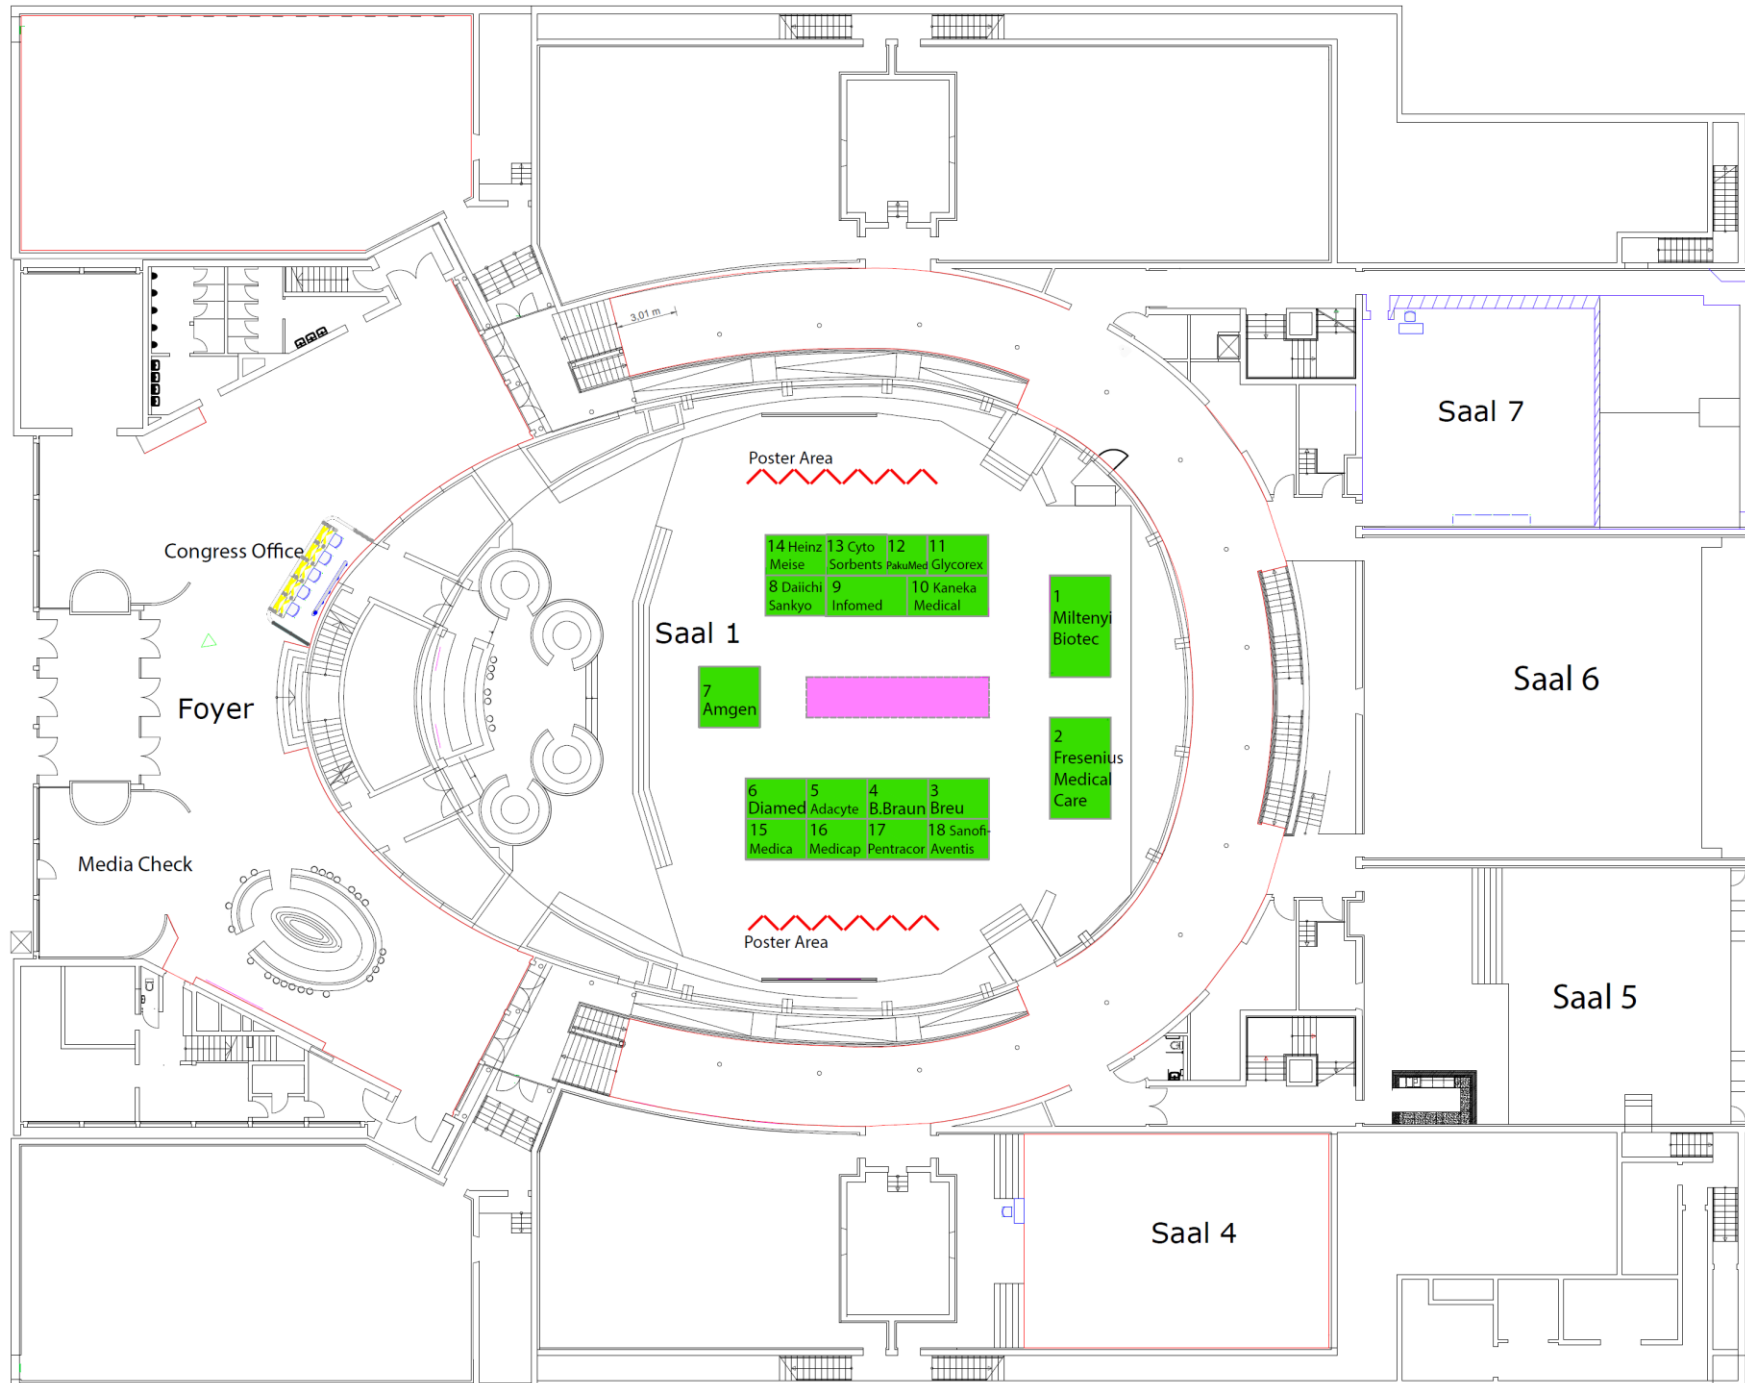 3,01 m
Saal 7
Poster Area
Congress Office
14 Heinz
Meise
13 Cyto
Sorbents
12
PakuMed
11
Glycorex
8 Daiichi
Sankyo
9
Infomed
10 Kaneka
Medical
1
Miltenyi
Biotec
Saal 1
Saal 6
7
Amgen
Foyer
2
Fresenius
Medical
Care
6
Diamed
5
Adacyte
4
B.Braun
3
Breu
15
Medica
16
Medicap
17
Pentracor
18 Sanofi-
Aventis
Media Check
Poster Area
Saal 5
Saal 4